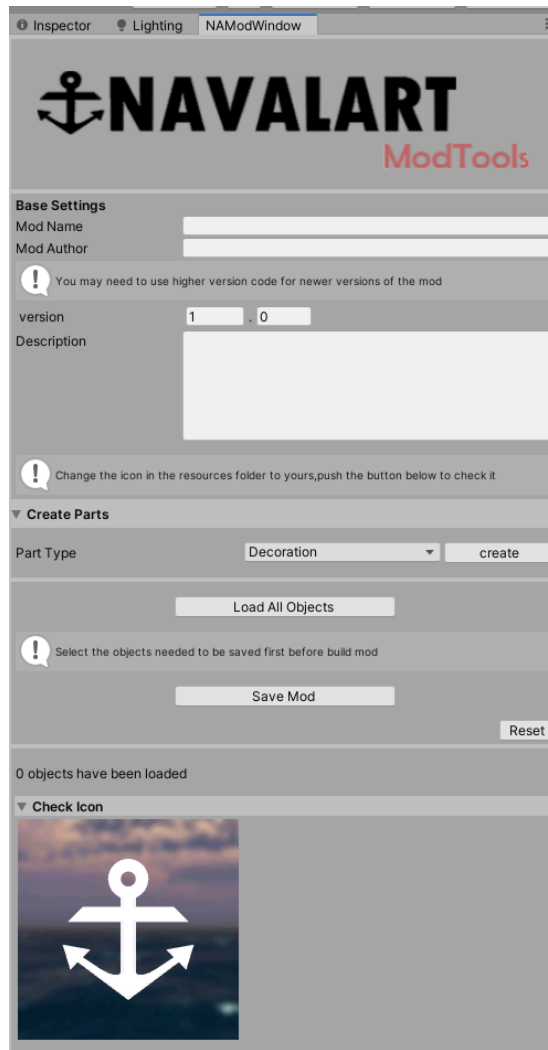 Inspector Lighting NAModWindow
NAVALART
ModTools
Base Settings
Mod Name
Mod Author
You may need to use higher version code for newer versions of the mod
version 1 . 0
Description
Change the icon in the resources folder to yours,push the button below to check it
Create Parts
Part Type Decoration create
Load All Objects
Select the objects needed to be saved first before build mod
Save Mod
Reset
0 objects have been loaded
Check Icon